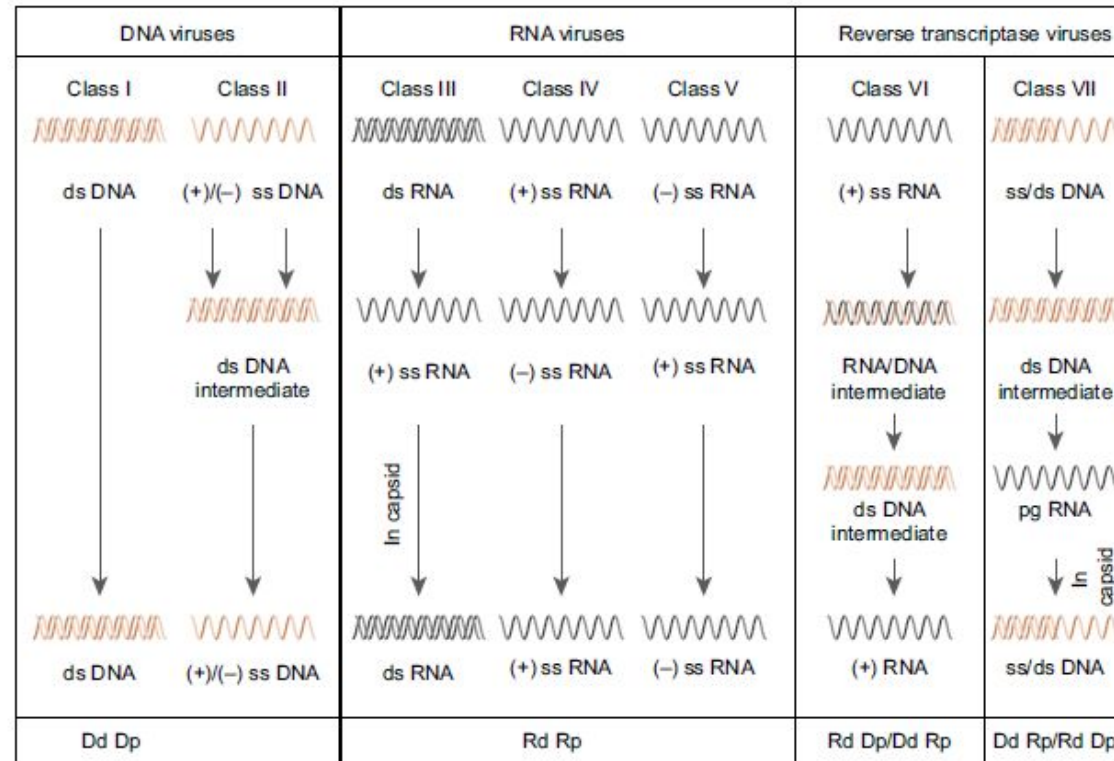 DNA viruses
RNA viruses
Reverse transcriptase viruses
Class I
Class II
Class III
Class IV
Class V
Class VI
Class VII
ds DNA
(+)/(–) ss DNA
ds RNA
(+) ss RNA
(–) ss RNA
(+) ss RNA
ss/ds DNA
ds DNA
intermediate
(+) ss RNA
(–) ss RNA
(+) ss RNA
RNA/DNA
intermediate
ds DNA
intermediate
In capsid
ds DNA
intermediate
pg RNA
In
capsid
ds DNA
(+)/(–) ss DNA
ds RNA
(+) ss RNA
(–) ss RNA
(+) RNA
ss/ds DNA
Dd Dp
Rd Rp
Rd Dp/Dd Rp
Dd Rp/Rd Dp